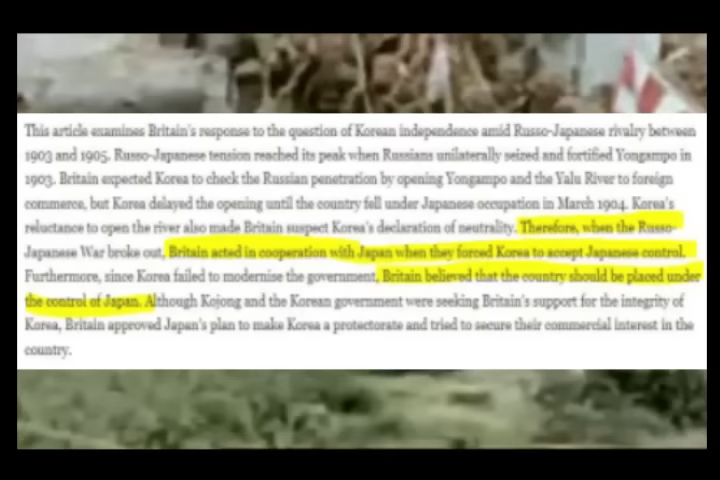 This article examines Britain's response to the question of Korean independence amid Russo-Japanese rivalry between
1903 and 1905. Russo-Japanese tension reached its peak when Russians unilaterally seized and fortified Yongampo in
1903. Britain expected Korea to check the Russian penetration by opening Yongampo and the Yalu River to foreign
commerce, but Korea delayed the opening until the country fell under Japanese occupation in March 1904. Korea's
reluctance to open the river also made Britain suspect Korea's declaration of neutrality. Therefore, when the Russo-
Japanese War broke out, Britain acted in cooperation with Japan when they forced Korea to accept Japanese control.
Furthermore, since Korea failed to modernise the government, Britain believed that the country should be placed under
the control of Japan. Although Kojong and the Korean government were seeking Britain's support for the integrity of
Korea, Britain approved Japan's plan to make Korea a protectorate and tried to secure their commercial interest in the
country.